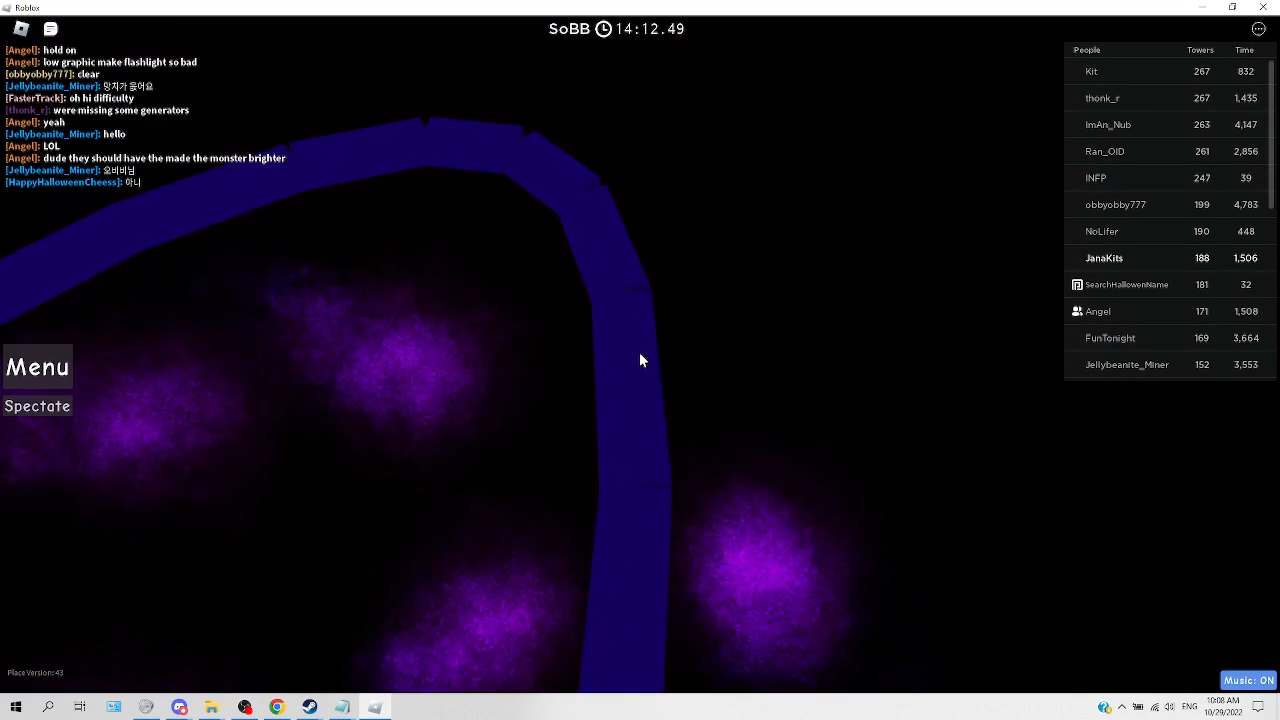 Roblox
SoBB 14:12.49
[Angel]: hold on
[Angel]: low graphic make flashlight so bad
[obbyobby777]: clear
[Jellybeanite_Miner]: 망치가 옳어요
[FasterTrack]: oh hi difficulty
[thonk_r]: were missing some generators
[Angel]: yeah
[Jellybeanite_Miner]: hello
[Angel]: LOL
[Angel]: dude they should have the made the monster brighter
[Jellybeanite_Miner]: 오비비님
[HappyHalloweenCheess]: 아니
People Towers Time
Kit 267 832
thonk_r 267 1,435
ImAn_Nub 263 4,147
Ran_OID 261 2,856
INFP 247 39
obbyobby777 199 4,783
NoLifer 190 448
JanaKits 188 1,506
SearchHallowenName 181 32
Angel 171 1,508
FunTonight 169 3,664
Jellybeanite_Miner 152 3,553
Menu
Spectate
Place Version: 43
Music: ON
ENG
10:08 AM
10/29/2022